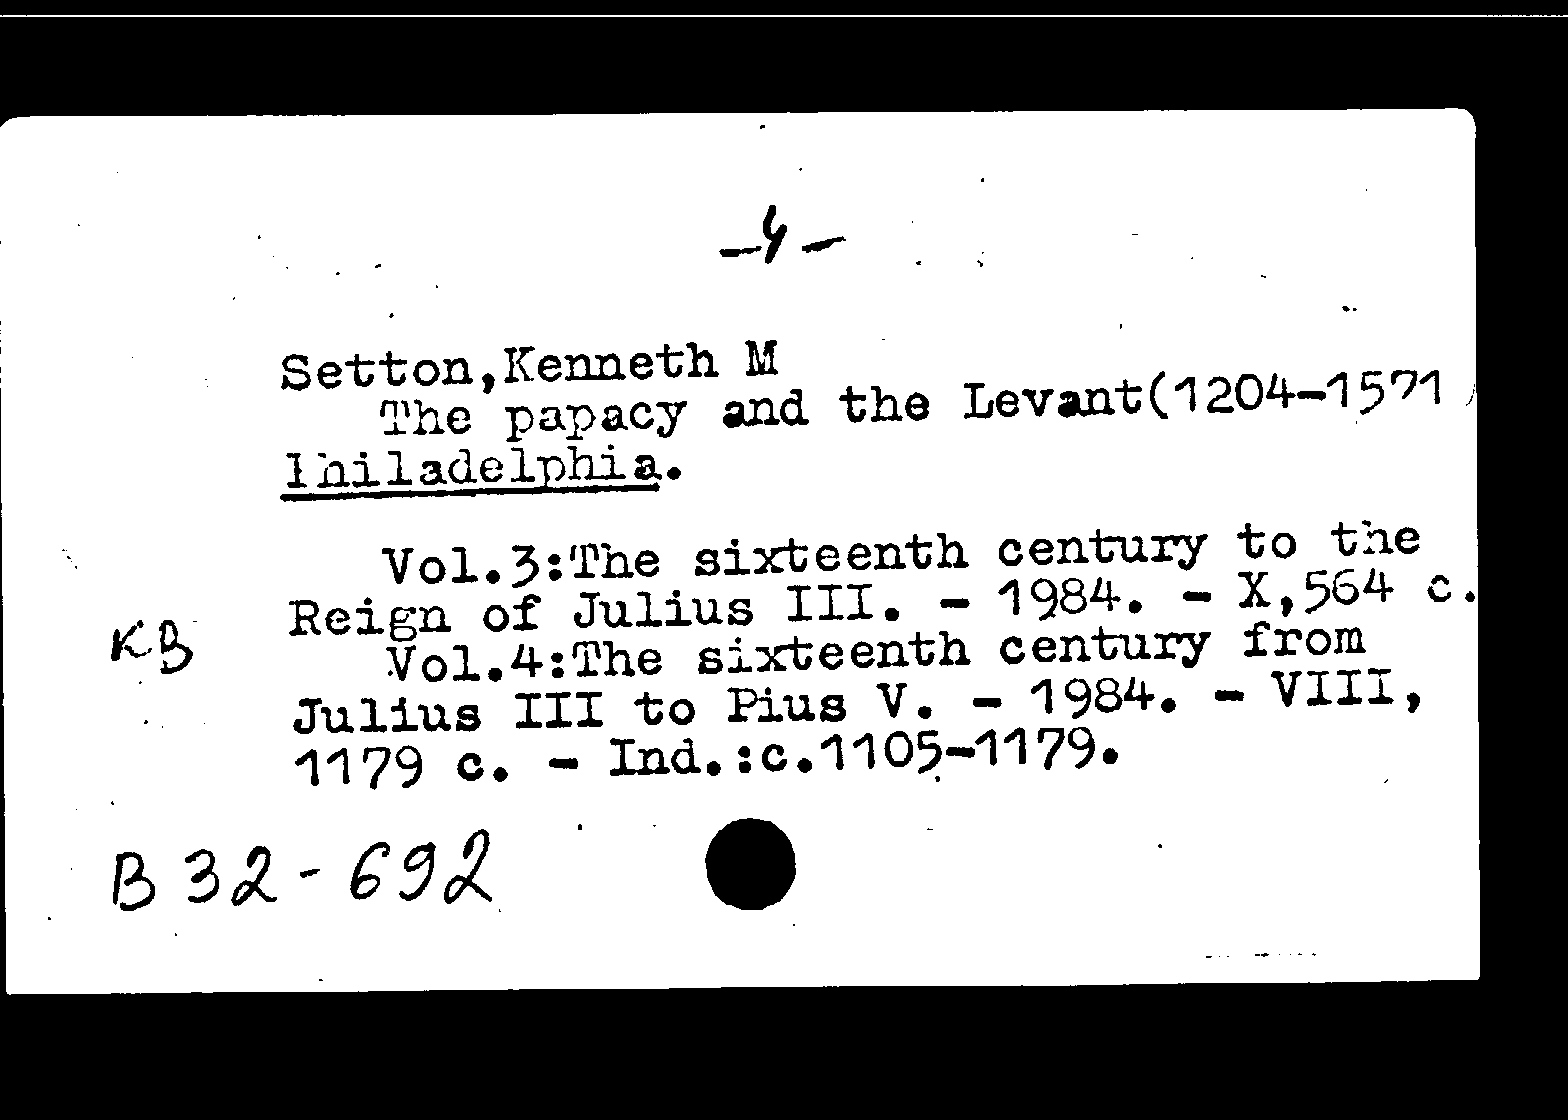 -4-
Setton,Kenneth M
The papacy and the Levant(1204-1571)
Philadelphia.
Vol.3:The sixteenth century to the
Reign of Julius III. - 1984. - X,564 c.
KB
Vol.4:The sixteenth century from
Julius III to Pius V. - 1984. - VIII,
1179 c. - Ind.:c.1105-1179.
B 32-692